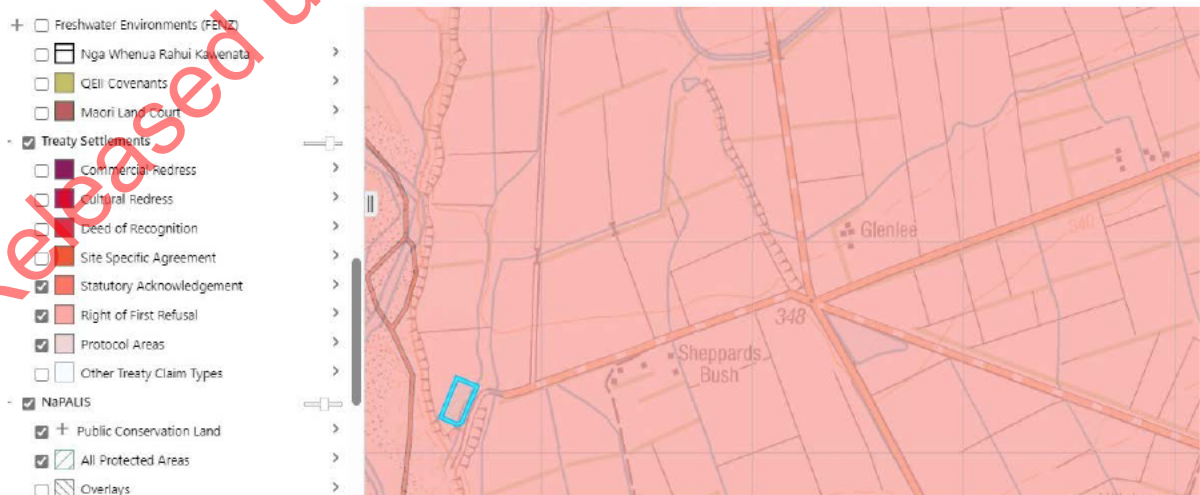 Released u
Freshwater Environments (FENZ)
Nga Whenua Rahui Kawenata
QEII Covenants
Maori Land Court
Treaty Settlements
Commercial Redress
Cultural Redress
Deed of Recognition
Site Specific Agreement
Statutory Acknowledgement
Right of First Refusal
Protocol Areas
Other Treaty Claim Types
NaPALIS
Public Conservation Land
All Protected Areas
Overlays
Glenlee
340
348
Sheppards
Bush